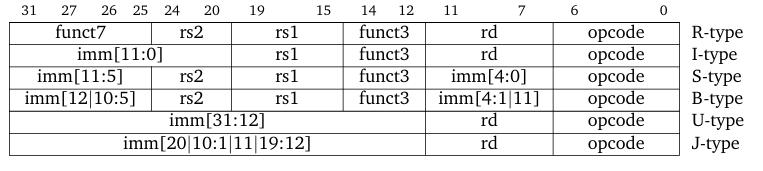 31 27 26 25 24 20 19 15 14 12 11 7 6 0
funct7 rs2 rs1 funct3 rd opcode R-type
imm[11:0] rs1 funct3 rd opcode I-type
imm[11:5] rs2 rs1 funct3 imm[4:0] opcode S-type
imm[12|10:5] rs2 rs1 funct3 imm[4:1|11] opcode B-type
imm[31:12] rd opcode U-type
imm[20|10:1|11|19:12] rd opcode J-type